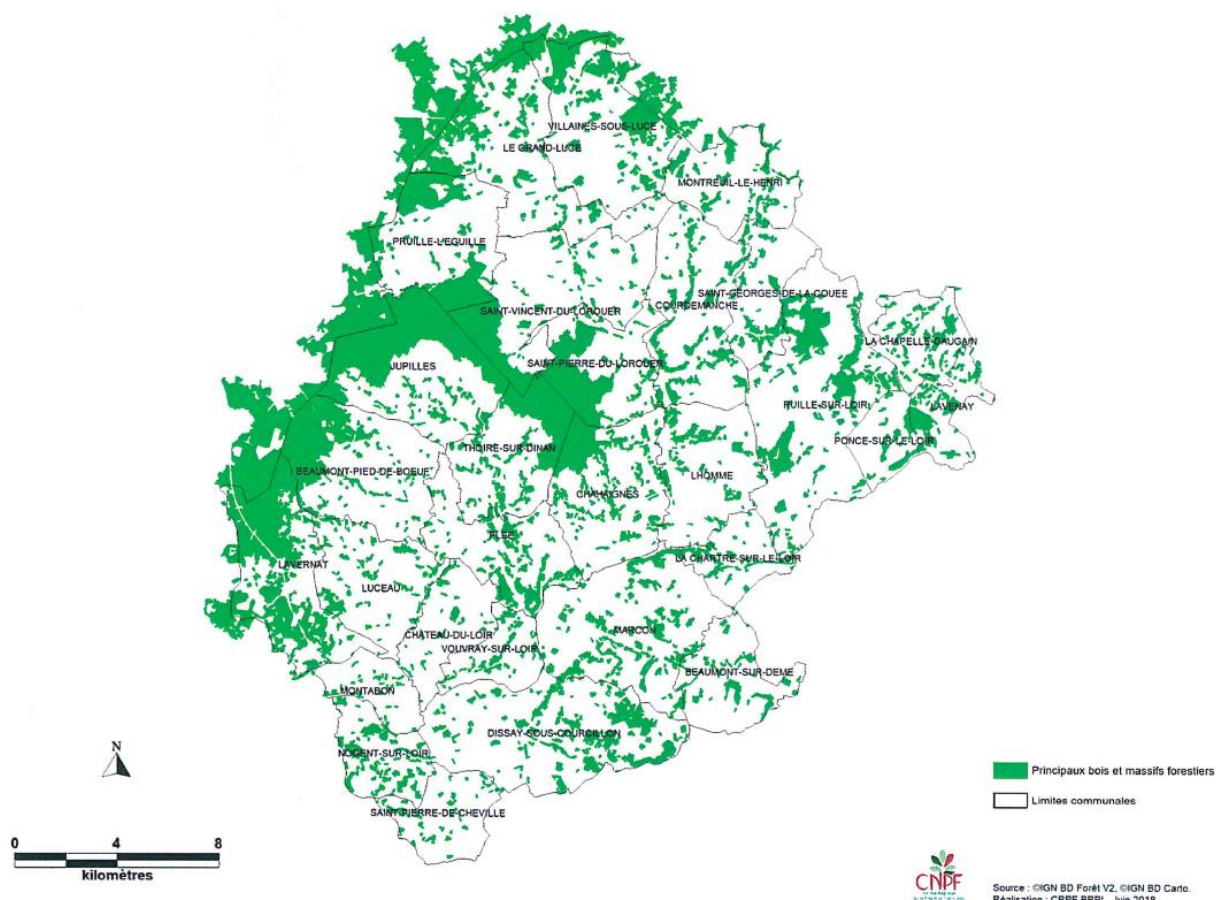 VILLAINES-SOUS-LUCE
LE GRAND-LUCE
MONTREUIL-LE-HENRI
PRUILLE-L'EGUILLE
SAINT-GEORGES-DE-LA-COUEE
COURDEMANCHE
SAINT-VINCENT-DU-LOROUER
LA CHAPELLE-GAUGAIN
SAINT-PIERRE-DU-LOROUER
JUPILLES
RUILLE-SUR-LOIR
LAVENAY
PONCE-SUR-LE-LOIR
THOIRE-SUR-DINAN
BEAUMONT-PIED-DE-BOEUF
LHOMME
CHAHAIGNES
FLEE
LA CHARTRE-SUR-LE-LOIR
LAVERNAT
LUCEAU
MARCON
CHATEAU-DU-LOIR
VOUVRAY-SUR-LOIR
BEAUMONT-SUR-DEME
MONTABON
DISSAY-SOUS-COURCILLON
NOGENT-SUR-LOIR
SAINT-PIERRE-DE-CHEVILLE
N
0 4 8
kilomètres
Principaux bois et massifs forestiers
Limites communales
CNPF
Source : ©IGN BD Forêt V2, ©IGN BD Carto.
Réalisation : CRPF BRPL - Juin 2018